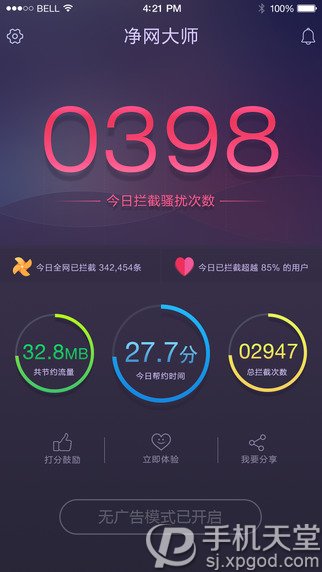 BELL 4:21 PM 100%
净网大师
0398
今日拦截骚扰次数
今日全网已拦截 342,454条 今日已拦截超越 85% 的用户
32.8MB 27.7分 02947
共节约流量 今日帮约时间 总拦截次数
打分鼓励 立即体验 我要分享
无广告模式已开启
手机天堂
sj.xpgod.com